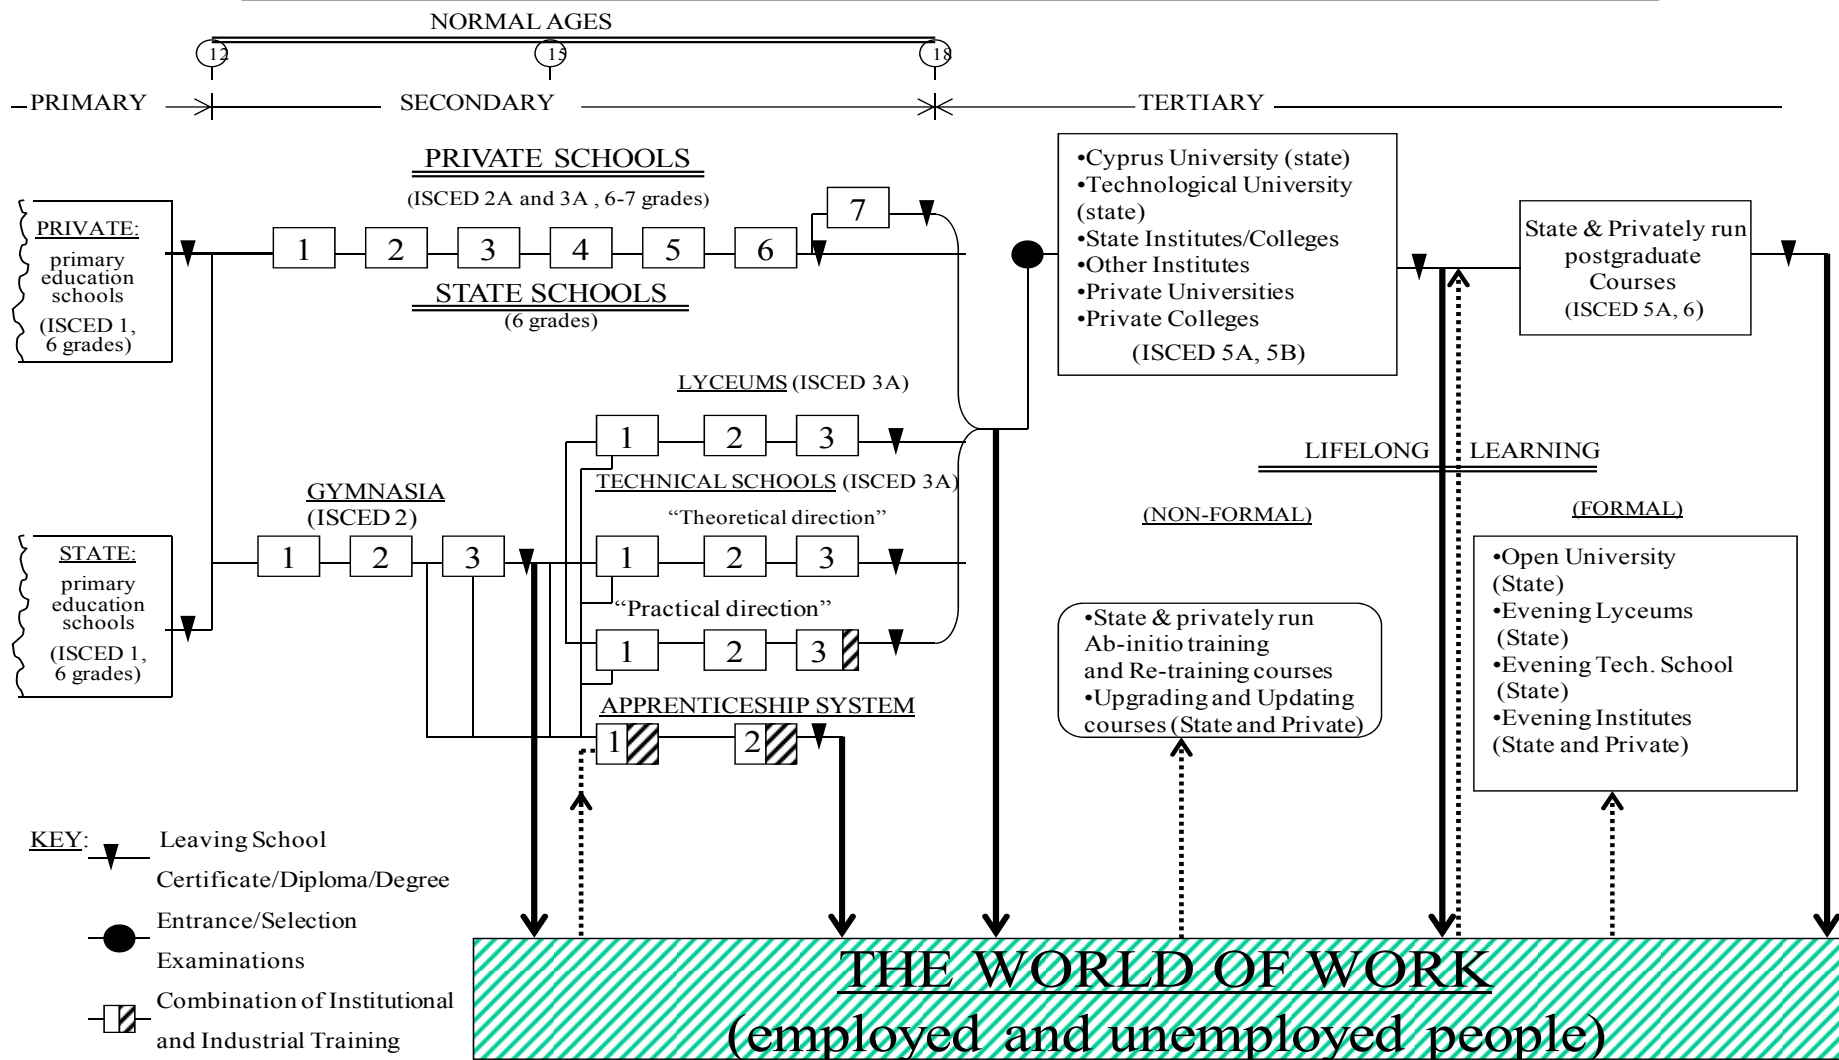 NORMAL AGES
12
15
18
PRIMARY
SECONDARY
TERTIARY
PRIVATE SCHOOLS
(ISCED 2A and 3A , 6-7 grades)
PRIVATE:
primary
education
schools
(ISCED 1,
6 grades)
1
2
3
4
5
6
7
STATE SCHOOLS
(6 grades)
•Cyprus University (state)
•Technological University
(state)
•State Institutes/Colleges
•Other Institutes
•Private Universities
•Private Colleges
(ISCED 5A, 5B)
State & Privately run
postgraduate
Courses
(ISCED 5A, 6)
LYCEUMS (ISCED 3A)
1
2
3
TECHNICAL SCHOOLS (ISCED 3A)
GYMNASIA
(ISCED 2)
1
2
3
STATE:
primary
education
schools
(ISCED 1,
6 grades)
“Theoretical direction”
1
2
3
“Practical direction”
1
2
3
APPRENTICESHIP SYSTEM
1
2
LIFELONG LEARNING
(NON-FORMAL)
(FORMAL)
•State & privately run
Ab-initio training
and Re-training courses
•Upgrading and Updating
courses (State and Private)
•Open University
(State)
•Evening Lyceums
(State)
•Evening Tech. School
(State)
•Evening Institutes
(State and Private)
KEY:
Leaving School
Certificate/Diploma/Degree
Entrance/Selection
Examinations
Combination of Institutional
and Industrial Training
THE WORLD OF WORK
(employed and unemployed people)